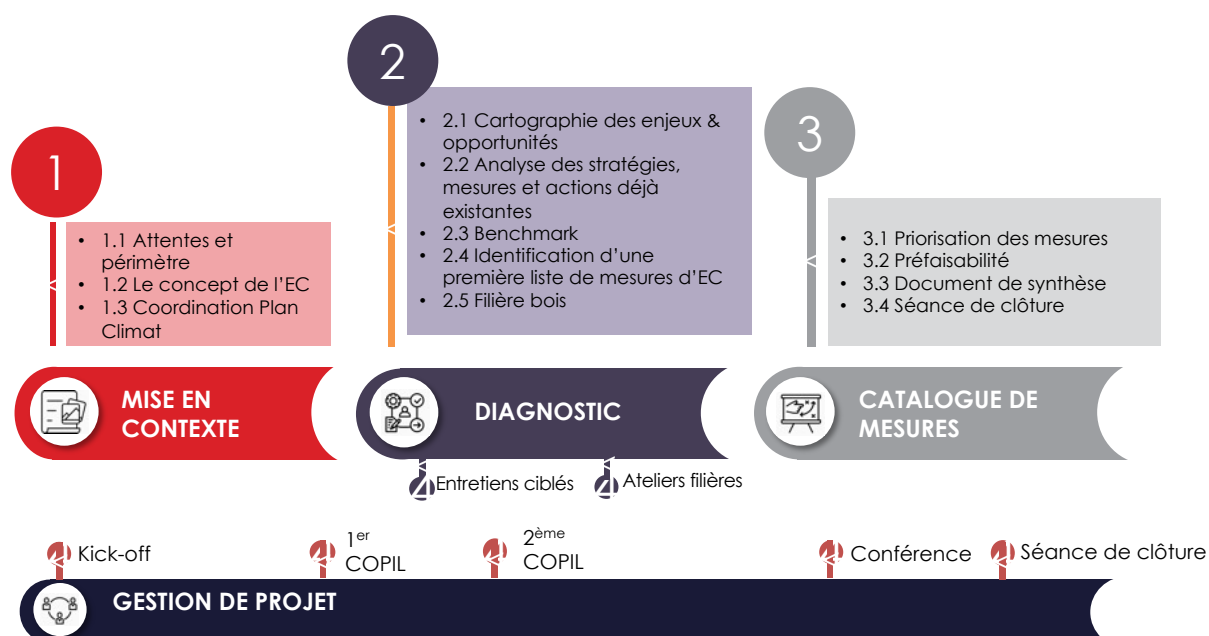 1
• 1.1 Attentes et
périmètre
• 1.2 Le concept de l'EC
• 1.3 Coordination Plan
Climat
MISE EN
CONTEXTE
2
• 2.1 Cartographie des enjeux &
opportunités
• 2.2 Analyse des stratégies,
mesures et actions déjà
existantes
• 2.3 Benchmark
• 2.4 Identification d'une
première liste de mesures d'EC
• 2.5 Filière bois
DIAGNOSTIC
3
• 3.1 Priorisation des mesures
• 3.2 Préfaisabilité
• 3.3 Document de synthèse
• 3.4 Séance de clôture
CATALOGUE DE
MESURES
Entretiens ciblés
Ateliers filières
Kick-off
1er
COPIL
2ème
COPIL
Conférence
Séance de clôture
GESTION DE PROJET